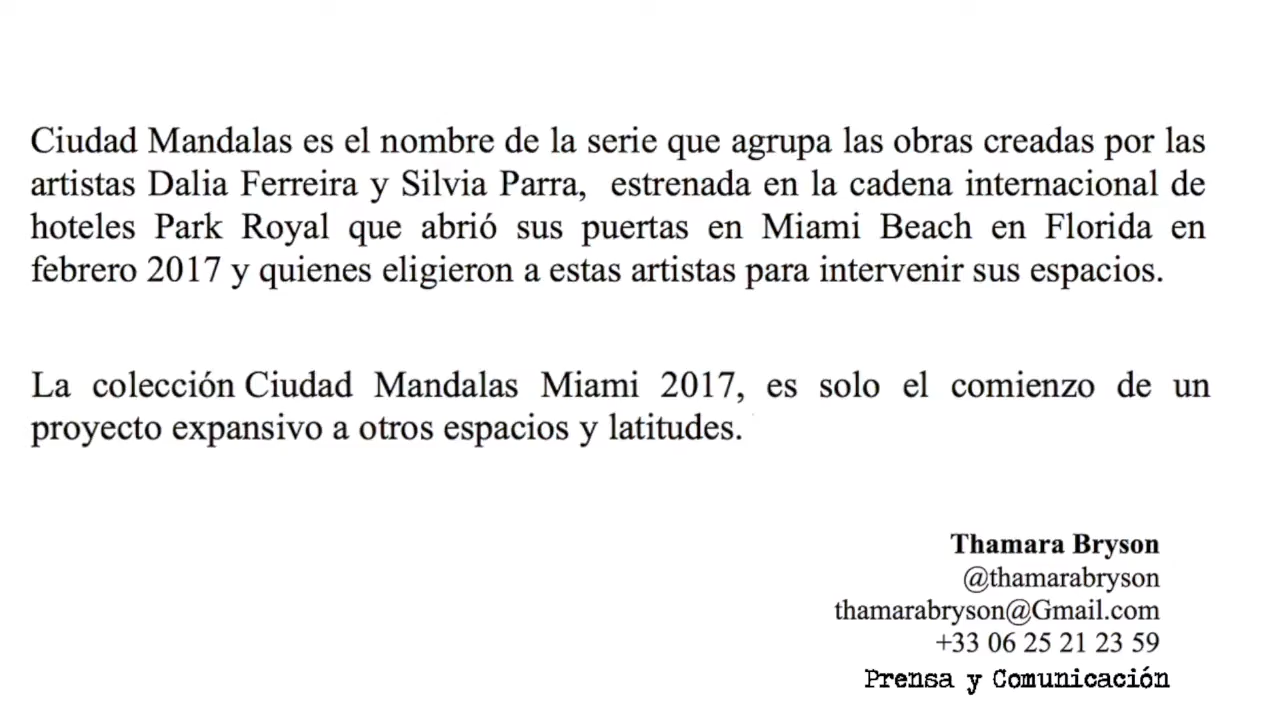 Ciudad Mandalas es el nombre de la serie que agrupa las obras creadas por las
artistas Dalia Ferreira y Silvia Parra, estrenada en la cadena internacional de
hoteles Park Royal que abrió sus puertas en Miami Beach en Florida en
febrero 2017 y quienes eligieron a estas artistas para intervenir sus espacios.
La colección Ciudad Mandalas Miami 2017, es solo el comienzo de un
proyecto expansivo a otros espacios y latitudes.
Thamara Bryson
@thamarabryson
thamarabryson@Gmail.com
+33 06 25 21 23 59
Prensa y Comunicación